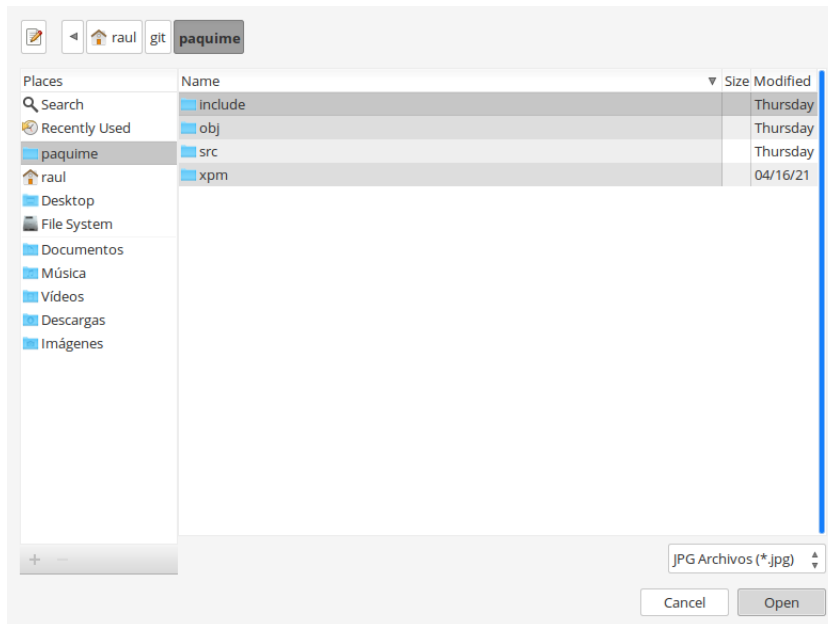 raul git paquime
Places Name Size Modified
Search include Thursday
Recently Used obj Thursday
paquime src Thursday
raul xpm 04/16/21
Desktop
File System
Documentos
Música
Vídeos
Descargas
Imágenes
JPG Archivos (*.jpg)
Cancel Open